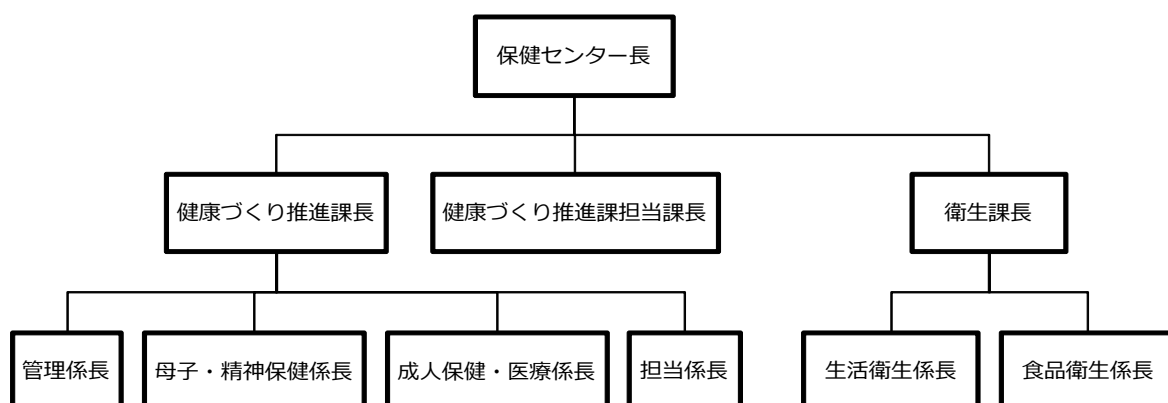 保健センター長
健康づくり推進課長
健康づくり推進課担当課長
衛生課長
管理係長
母子・精神保健係長
成人保健・医療係長
担当係長
生活衛生係長
食品衛生係長